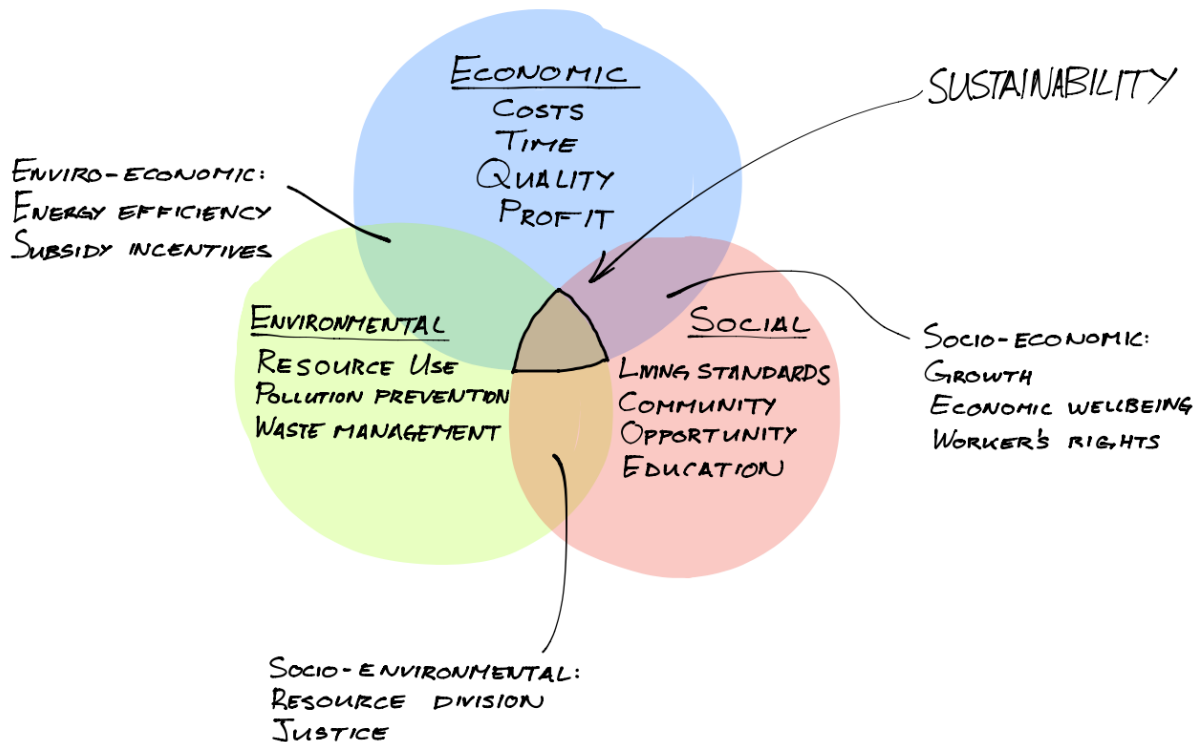 ECONOMIC
COSTS
TIME
QUALITY
PROFIT
SUSTAINABILITY
ENVIRO-ECONOMIC:
ENERGY EFFICIENCY
SUBSIDY INCENTIVES
ENVIRONMENTAL
RESOURCE USE
POLLUTION PREVENTION
WASTE MANAGEMENT
SOCIAL
LIVING STANDARDS
COMMUNITY
OPPORTUNITY
EDUCATION
SOCIO-ECONOMIC:
GROWTH
ECONOMIC WELLBEING
WORKER'S RIGHTS
SOCIO-ENVIRONMENTAL:
RESOURCE DIVISION
JUSTICE